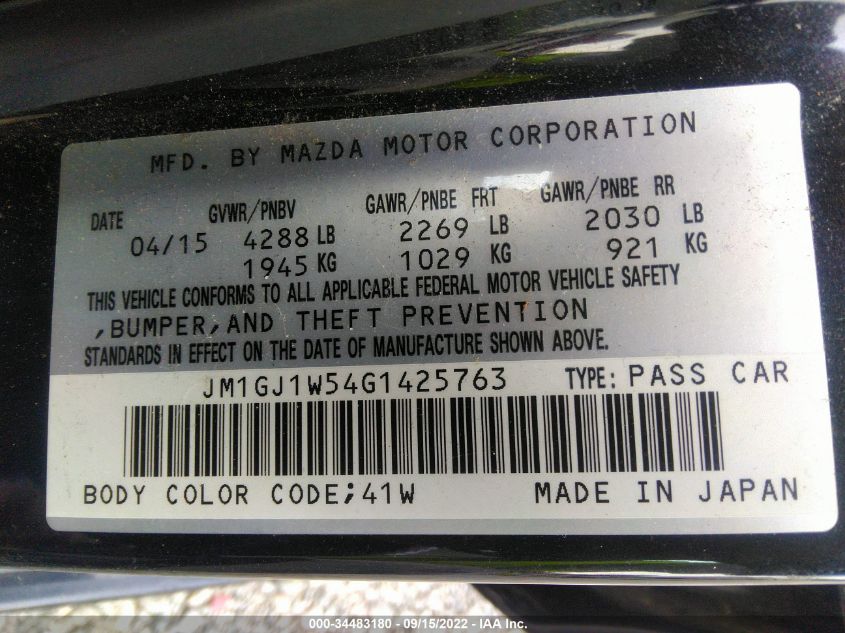 MFD. BY MAZDA MOTOR CORPORATION
DATE GVWR/PNBV GAWR/PNBE FRT GAWR/PNBE RR
04/15 4288 LB 2269 LB 2030 LB
1945 KG 1029 KG 921 KG
THIS VEHICLE CONFORMS TO ALL APPLICABLE FEDERAL MOTOR VEHICLE SAFETY
,BUMPER,AND THEFT PREVENTION
STANDARDS IN EFFECT ON THE DATE OF MANUFACTURE SHOWN ABOVE.
JM1GJ1W54G1425763 TYPE: PASS CAR
BODY COLOR CODE;41W MADE IN JAPAN
000-34483180 - 09/15/2022 - IAA Inc.